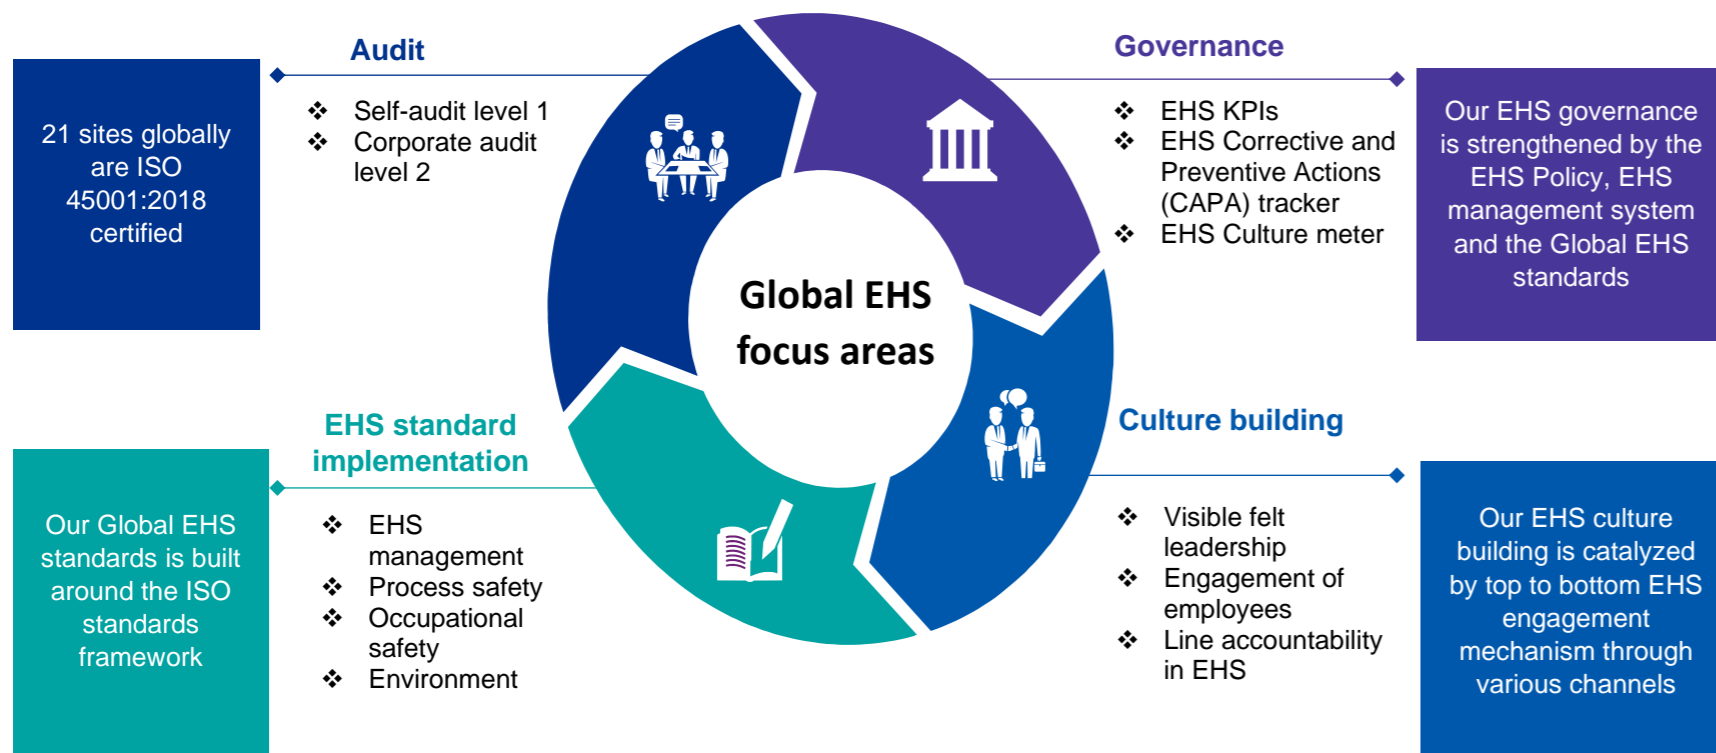 Audit
21 sites globally
are ISO
45001:2018
certified
❖ Self-audit level 1
❖ Corporate audit
level 2
Governance
❖ EHS KPIs
❖ EHS Corrective and
Preventive Actions
(CAPA) tracker
❖ EHS Culture meter
Our EHS governance
is strengthened by the
EHS Policy, EHS
management system
and the Global EHS
standards
Global EHS
focus areas
EHS standard
implementation
Our Global EHS
standards is built
around the ISO
standards
framework
❖ EHS
management
❖ Process safety
❖ Occupational
safety
❖ Environment
Culture building
❖ Visible felt
leadership
❖ Engagement of
employees
❖ Line accountability
in EHS
Our EHS culture
building is catalyzed
by top to bottom EHS
engagement
mechanism through
various channels